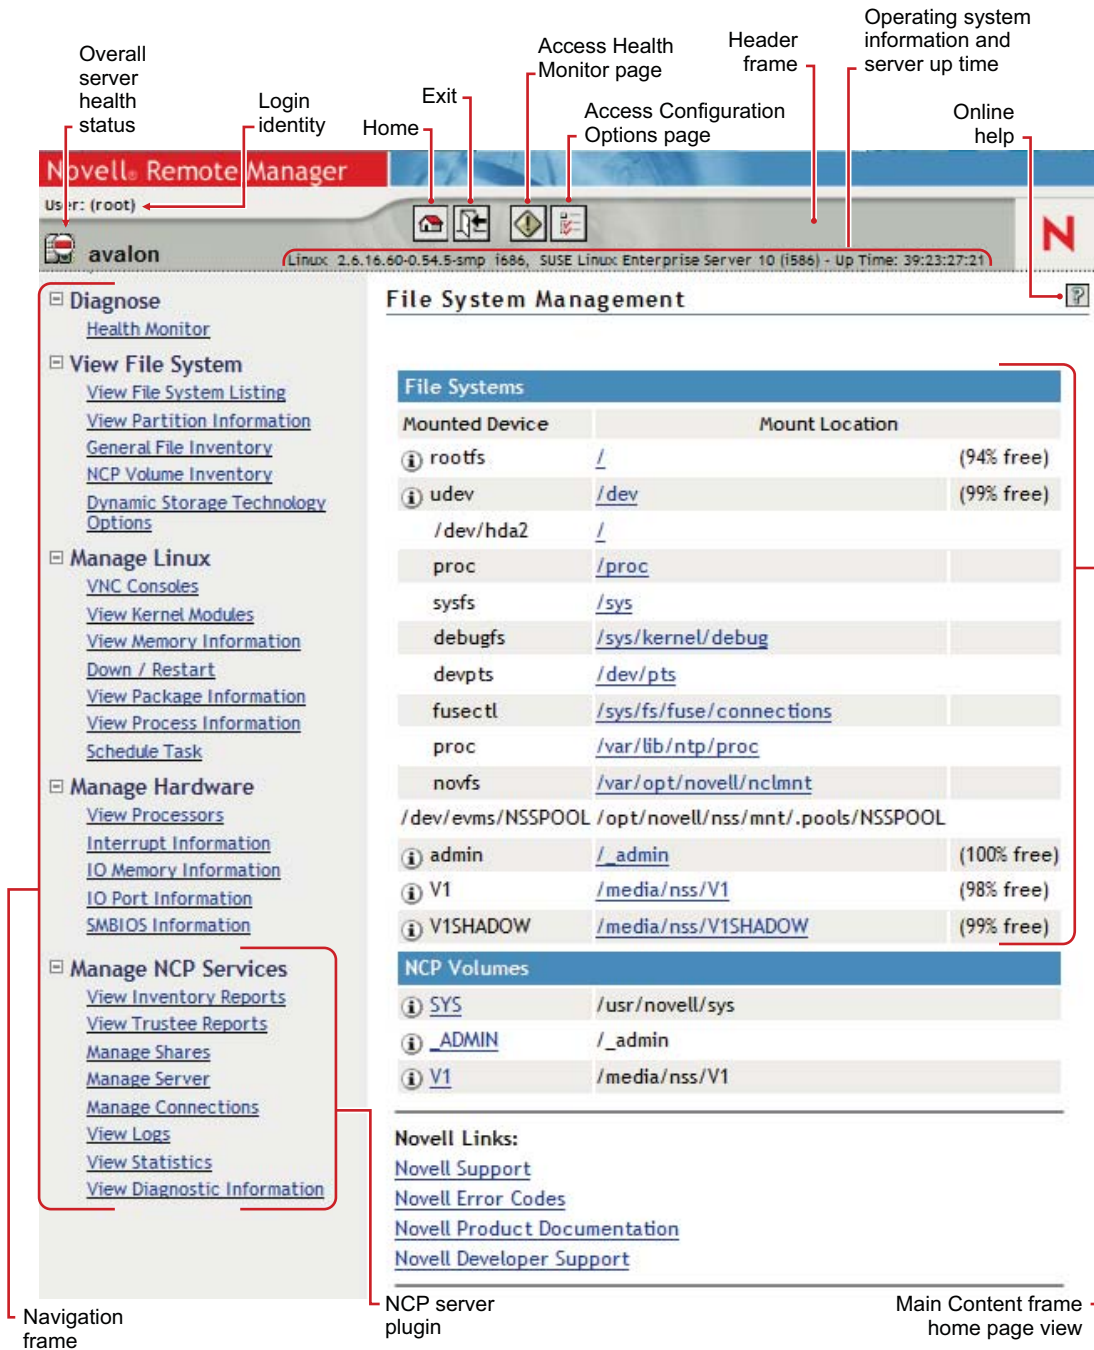 Operating system
information and
server up time
Header
frame
Access Health
Monitor page
Overall
server
health
status
Login
identity
Exit
Home
Access Configuration
Options page
Online
help
Novell® Remote Manager
User: (root)
avalon
Linux 2.6.16.60-0.54.5-smp i686, SUSE Linux Enterprise Server 10 (i586) - Up Time: 39:23:27:21
N
Diagnose
Health Monitor
View File System
View File System Listing
View Partition Information
General File Inventory
NCP Volume Inventory
Dynamic Storage Technology
Options
Manage Linux
VNC Consoles
View Kernel Modules
View Memory Information
Down / Restart
View Package Information
View Process Information
Schedule Task
Manage Hardware
View Processors
Interrupt Information
IO Memory Information
IO Port Information
SMBIOS Information
Manage NCP Services
View Inventory Reports
View Trustee Reports
Manage Shares
Manage Server
Manage Connections
View Logs
View Statistics
View Diagnostic Information
File System Management
?
File Systems
Mounted Device Mount Location
i rootfs / (94% free)
i udev /dev (99% free)
/dev/hda2 /
proc /proc
sysfs /sys
debugfs /sys/kernel/debug
devpts /dev/pts
fusectl /sys/fs/fuse/connections
proc /var/lib/ntp/proc
novfs /var/opt/novell/nclmnt
/dev/evms/NSSPOOL /opt/novell/nss/mnt/.pools/NSSPOOL
i admin /_admin (100% free)
i V1 /media/nss/V1 (98% free)
i V1SHADOW /media/nss/V1SHADOW (99% free)
NCP Volumes
i SYS /usr/novell/sys
i _ADMIN /_admin
i V1 /media/nss/V1
Novell Links:
Novell Support
Novell Error Codes
Novell Product Documentation
Novell Developer Support
Navigation
frame
NCP server
plugin
Main Content frame
home page view